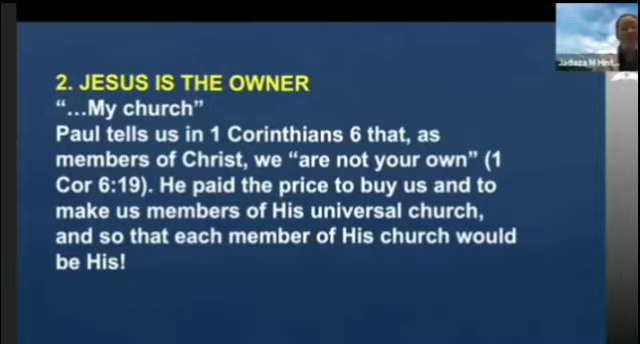 2. JESUS IS THE OWNER
“...My church”
Paul tells us in 1 Corinthians 6 that, as
members of Christ, we “are not your own” (1
Cor 6:19). He paid the price to buy us and to
make us members of His universal church,
and so that each member of His church would
be His!